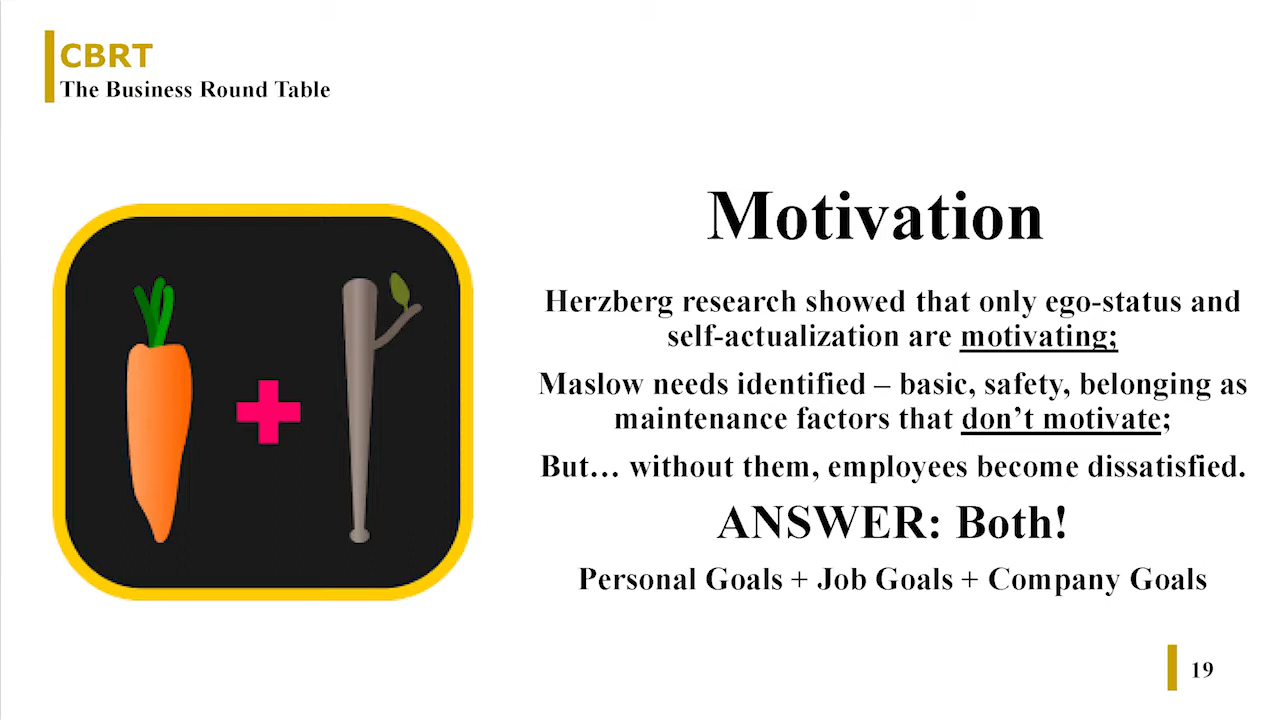 CBRT
The Business Round Table
Motivation
Herzberg research showed that only ego-status and
self-actualization are motivating;
Maslow needs identified – basic, safety, belonging as
maintenance factors that don’t motivate;
But… without them, employees become dissatisfied.
ANSWER: Both!
Personal Goals + Job Goals + Company Goals
19